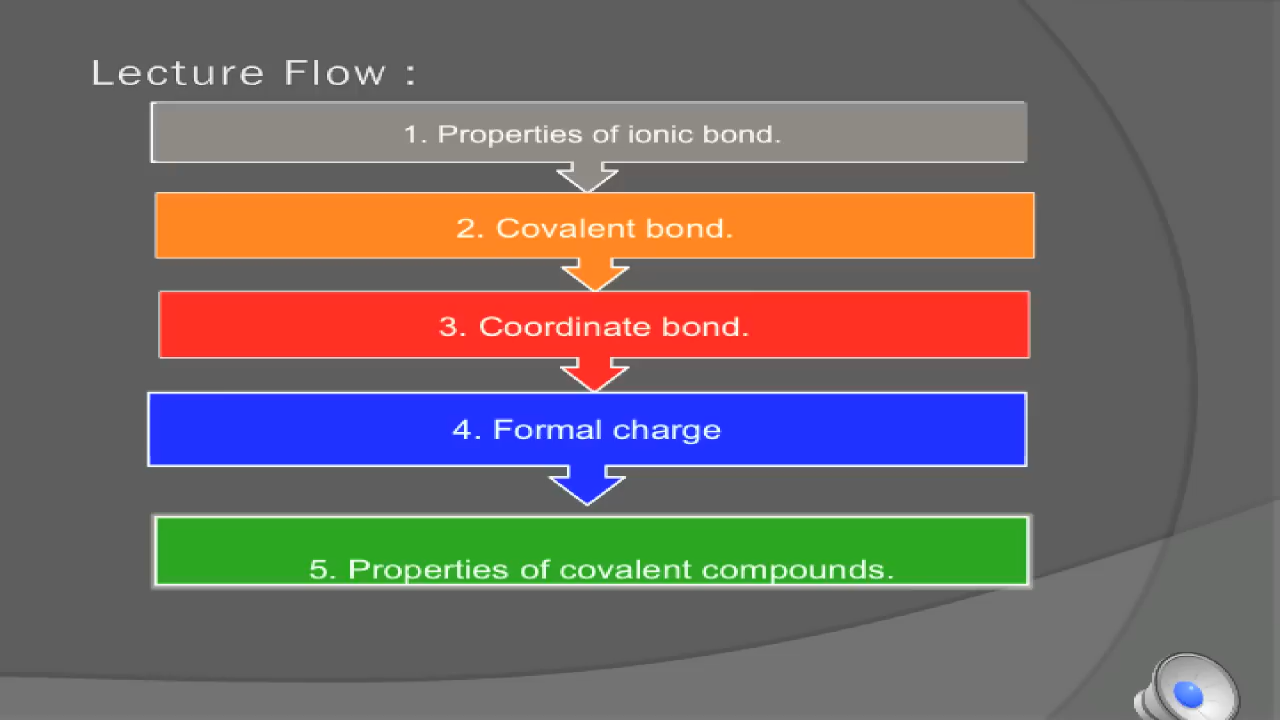 Lecture Flow :
1. Properties of ionic bond.
2. Covalent bond.
3. Coordinate bond.
4. Formal charge
5. Properties of covalent compounds.